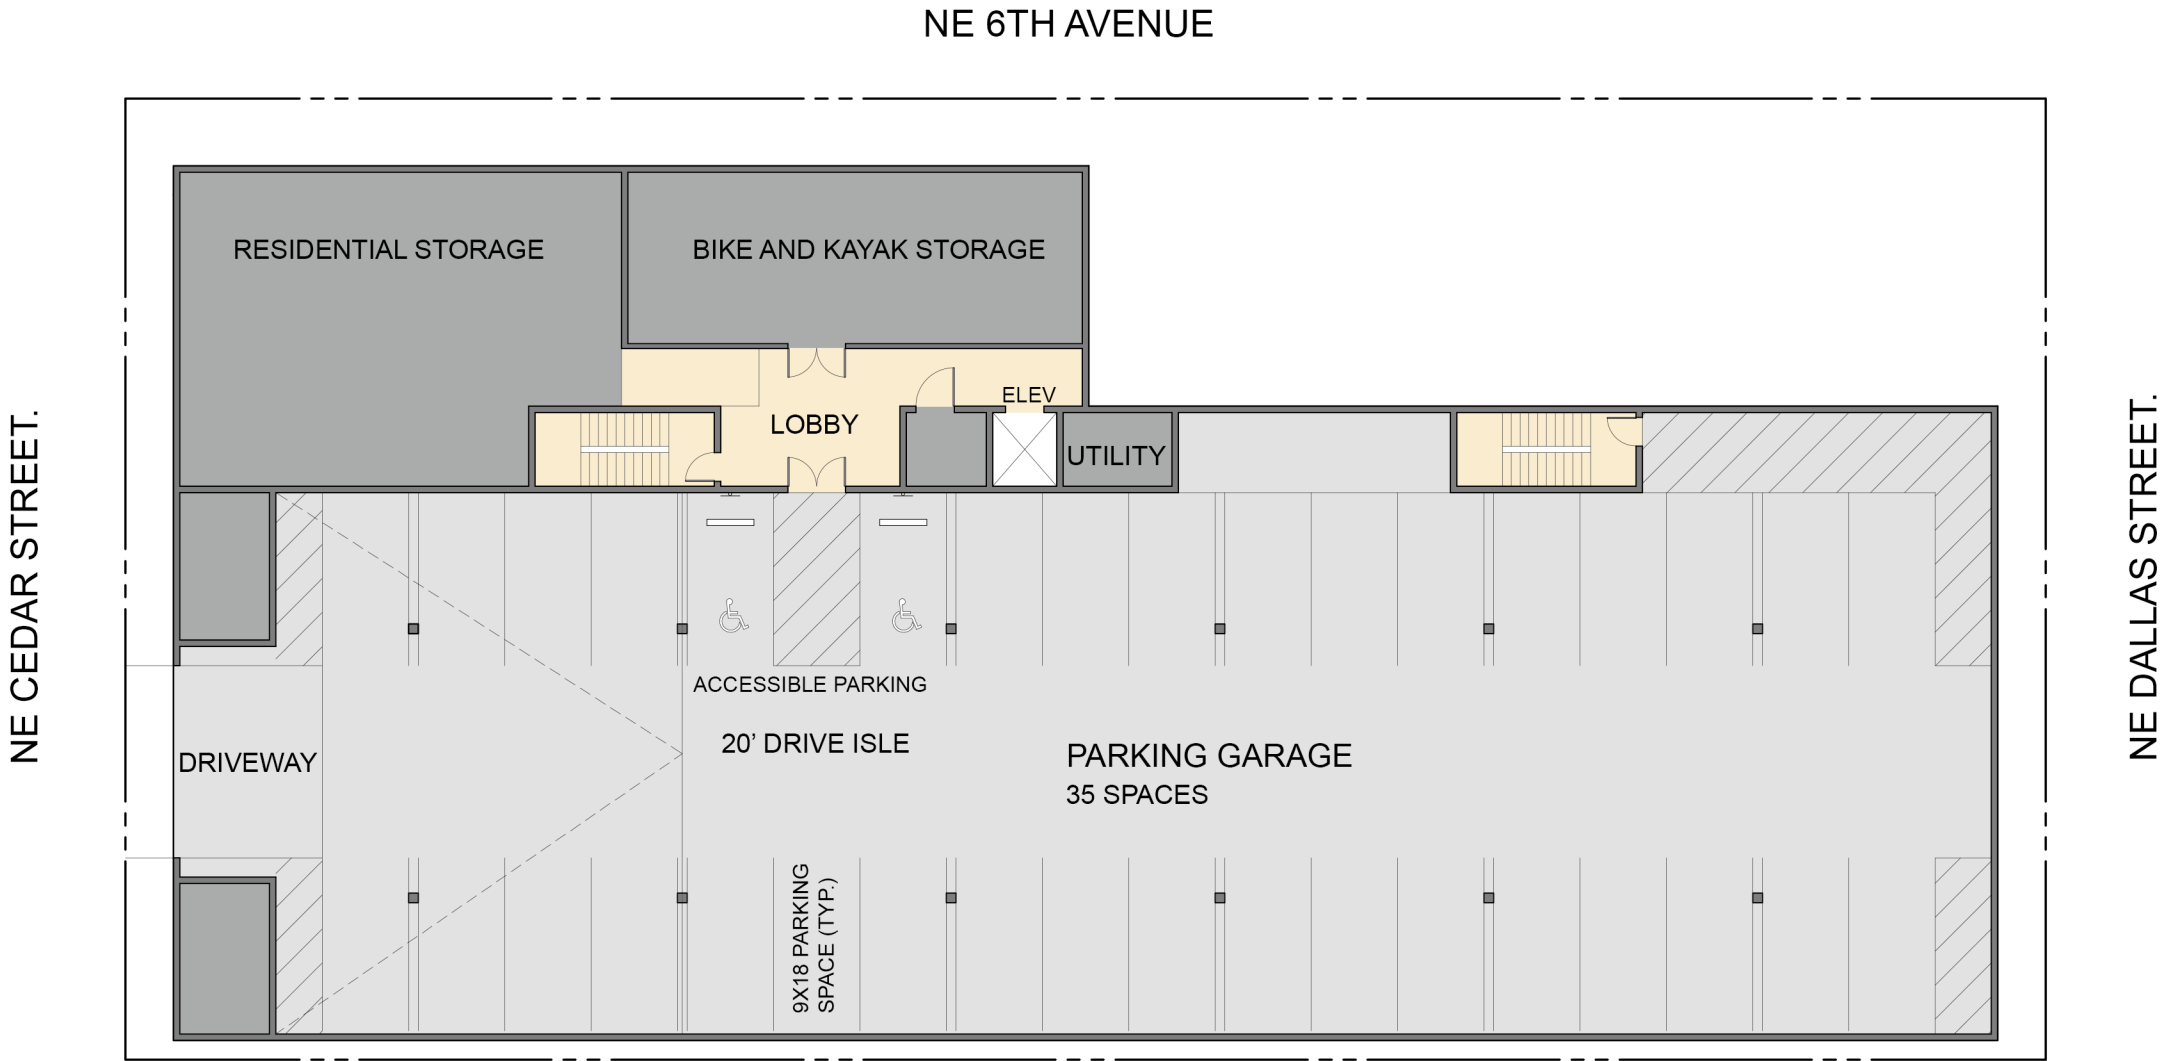 NE 6TH AVENUE
RESIDENTIAL STORAGE
BIKE AND KAYAK STORAGE
ELEV
LOBBY
UTILITY
NE CEDAR STREET.
NE DALLAS STREET.
ACCESSIBLE PARKING
20’ DRIVE ISLE
DRIVEWAY
PARKING GARAGE
35 SPACES
9X18 PARKING
SPACE (TYP.)